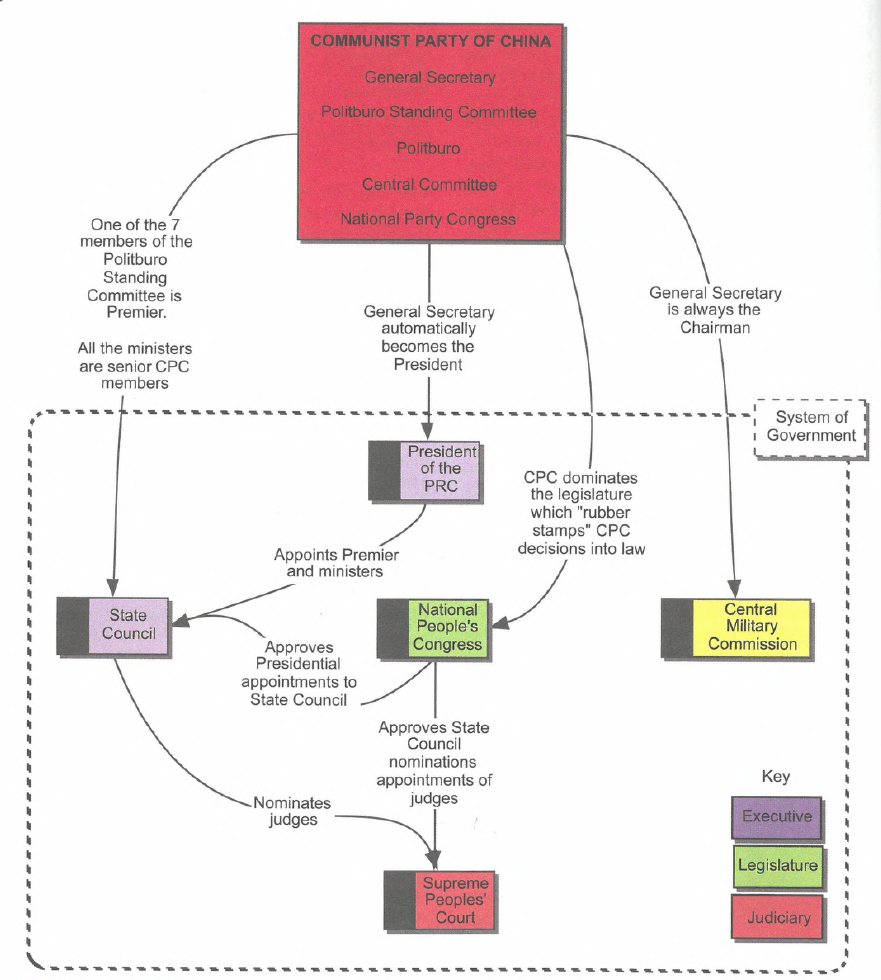 COMMUNIST PARTY OF CHINA
General Secretary
Politburo Standing Committee
Politburo
Central Committee
National Party Congress
One of the 7
members of the
Politburo
Standing
Committee is
Premier.
All the ministers
are senior CPC
members
General Secretary
automatically
becomes the
President
General Secretary
is always the
Chairman
System of
Government
President
of the
PRC
CPC dominates
the legislature
which "rubber
stamps" CPC
decisions into law
Appoints Premier
and ministers
State
Council
National
People's
Congress
Central
Military
Commission
Approves
Presidential
appointments to
State Council
Approves State
Council
nominations
appointments of
judges
Nominates
judges
Supreme
Peoples'
Court
Key
Executive
Legislature
Judiciary